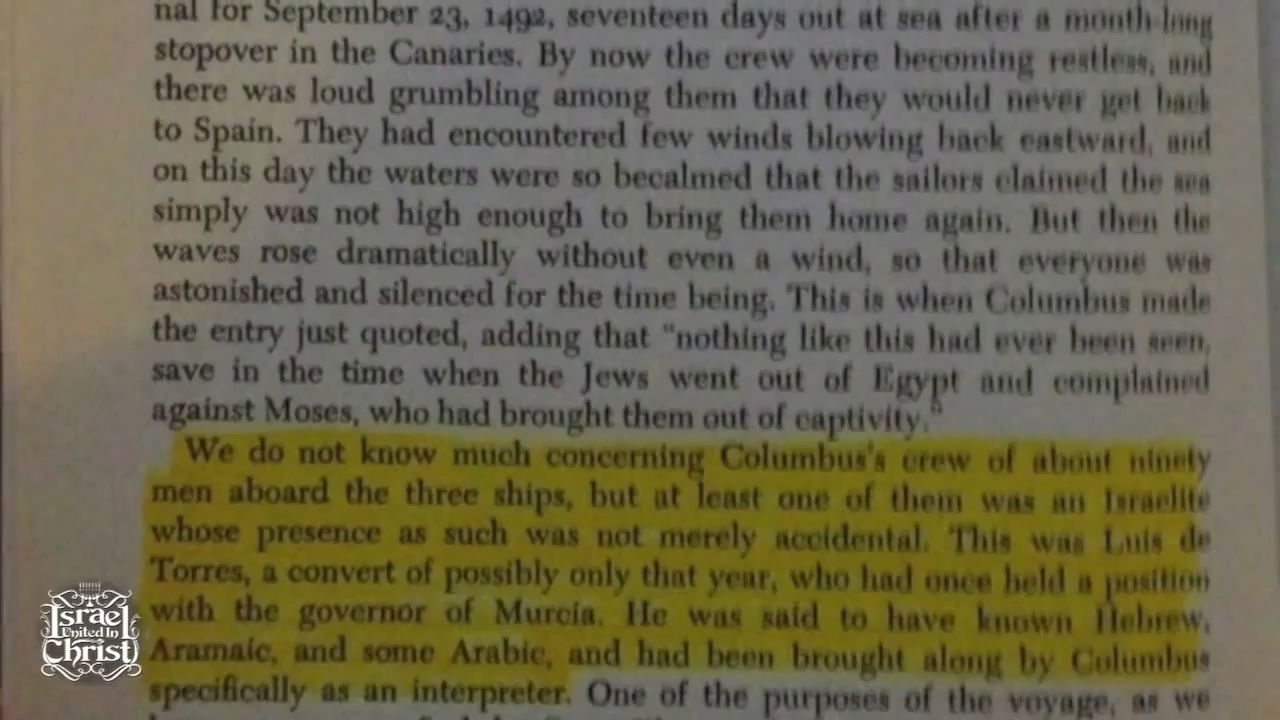 nal for September 23, 1492, seventeen days out at sea after a month-long
stopover in the Canaries. By now the crew were becoming restless, and
there was loud grumbling among them that they would never get back
to Spain. They had encountered few winds blowing back eastward, and
on this day the waters were so becalmed that the sailors claimed the sea
simply was not high enough to bring them home again. But then the
waves rose dramatically without even a wind, so that everyone was
astonished and silenced for the time being. This is when Columbus made
the entry just quoted, adding that "nothing like this had ever been seen,
save in the time when the Jews went out of Egypt and complained
against Moses, who had brought them out of captivity."
We do not know much concerning Columbus's crew of about ninety
men aboard the three ships, but at least one of them was an Israelite
whose presence as such was not merely accidental. This was Luis de
Torres, a convert of possibly only that year, who had once held a position
with the governor of Murcia. He was said to have known Hebrew,
Aramaic, and some Arabic, and had been brought along by Columbus
specifically as an interpreter. One of the purposes of the voyage, as we
Israel
United In
Christ